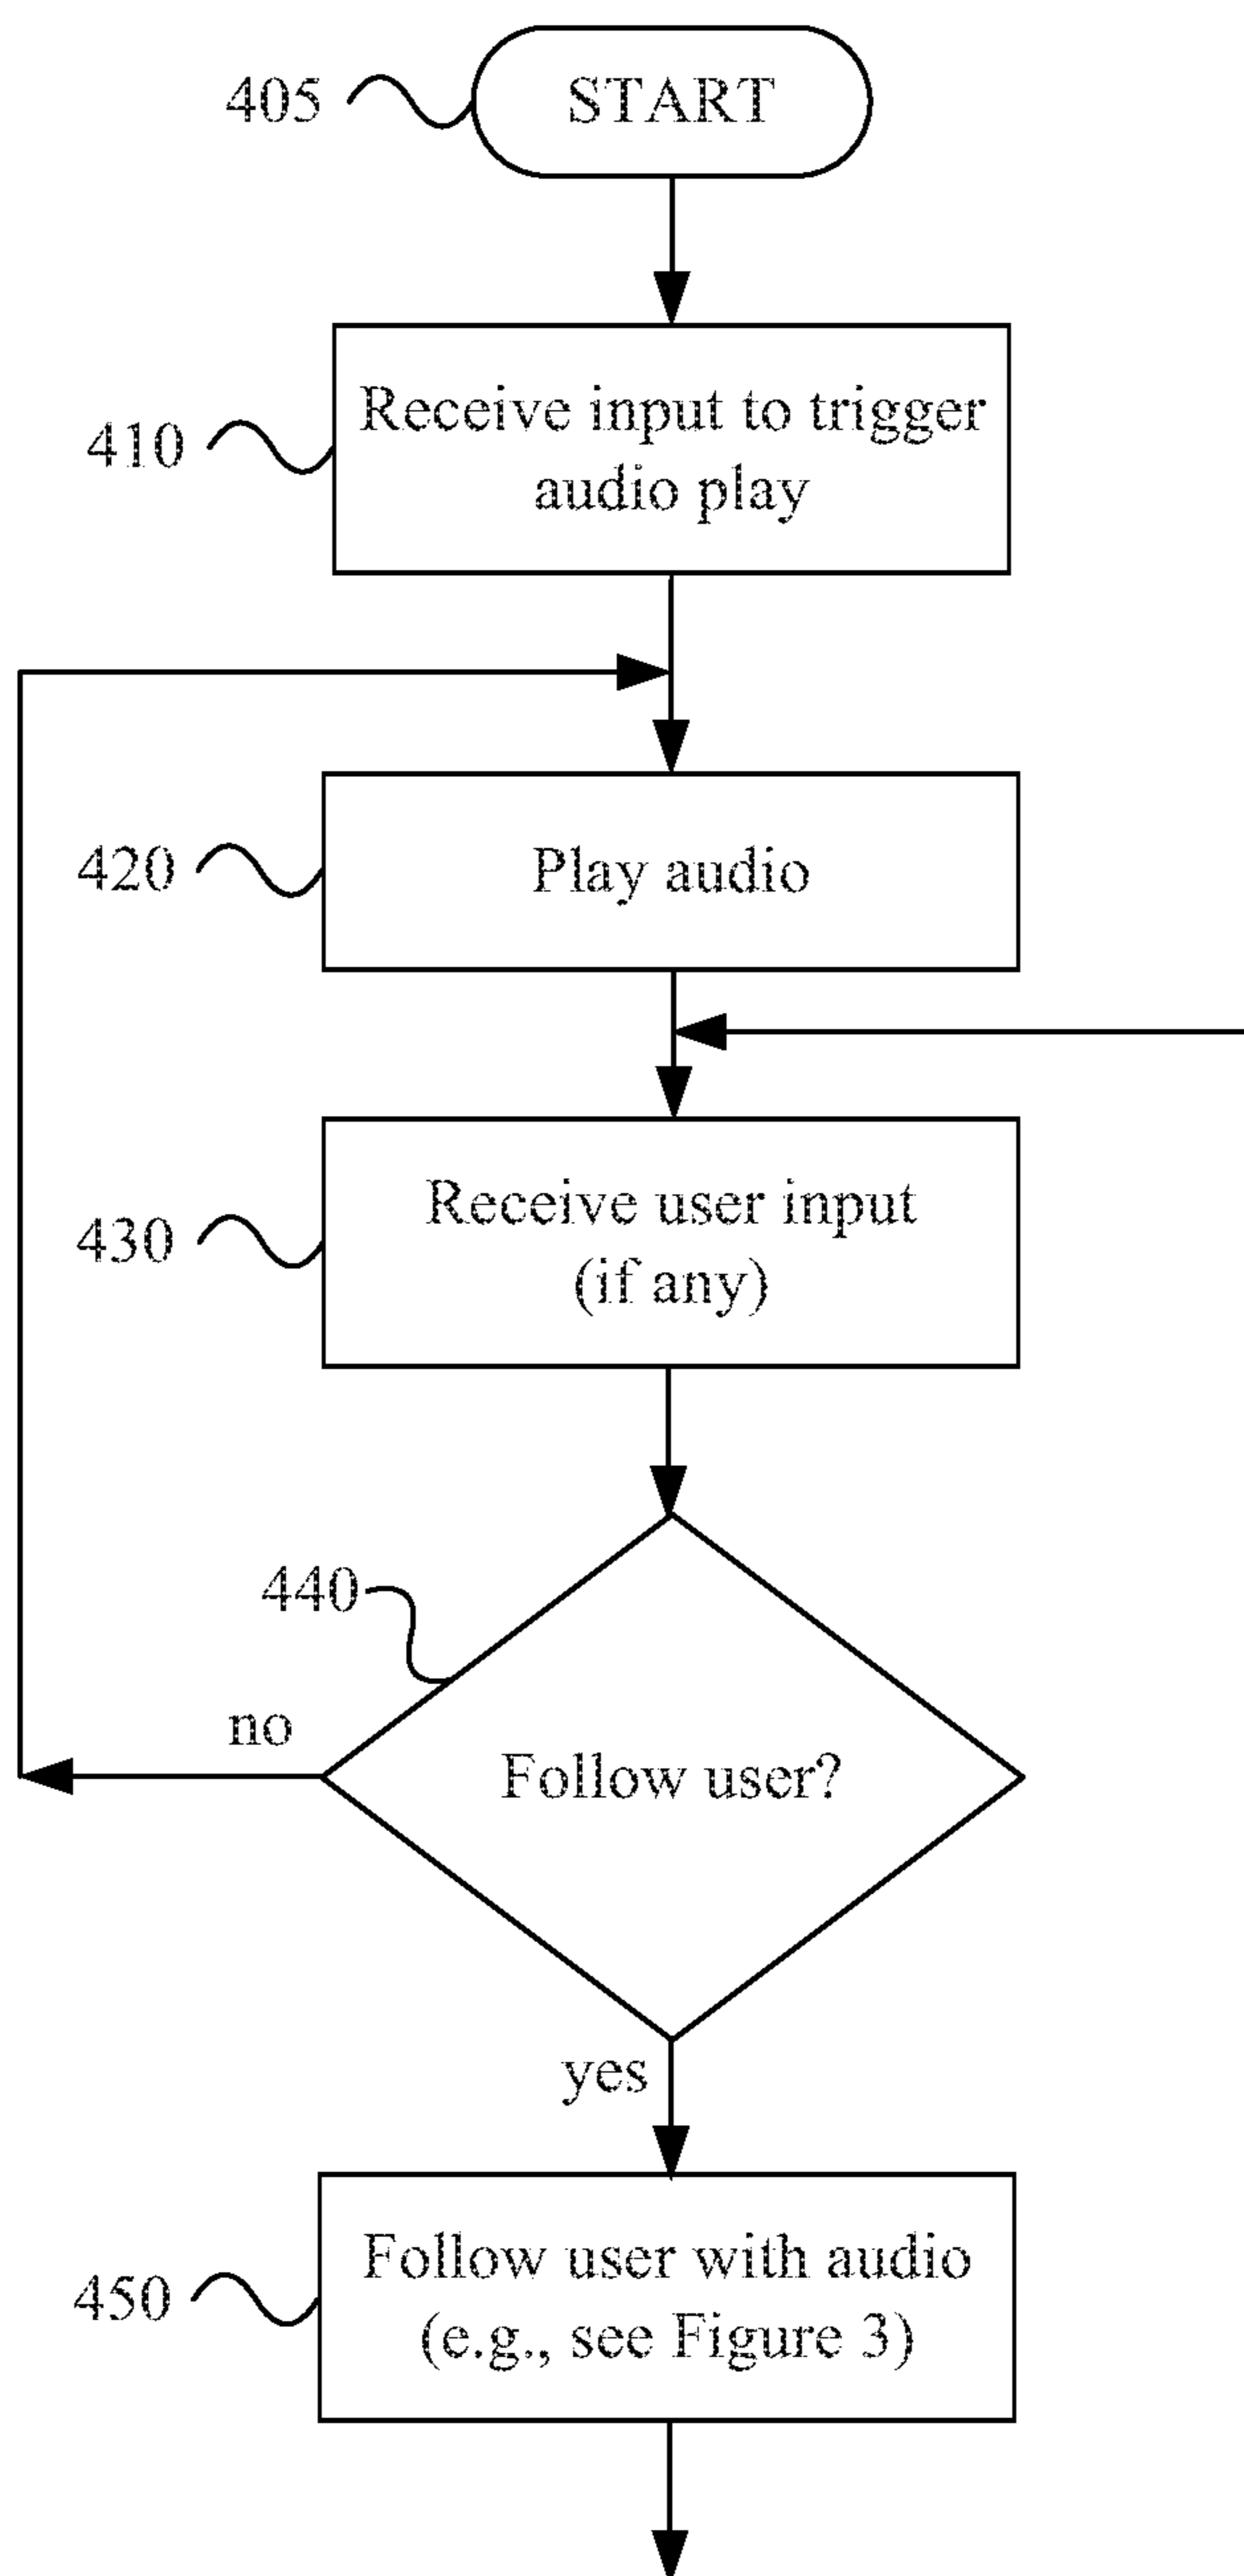 405
START
410
Receive input to trigger
audio play
420
Play audio
430
Receive user input
(if any)
440
no
Follow user?
yes
450
Follow user with audio
(e.g., see Figure 3)